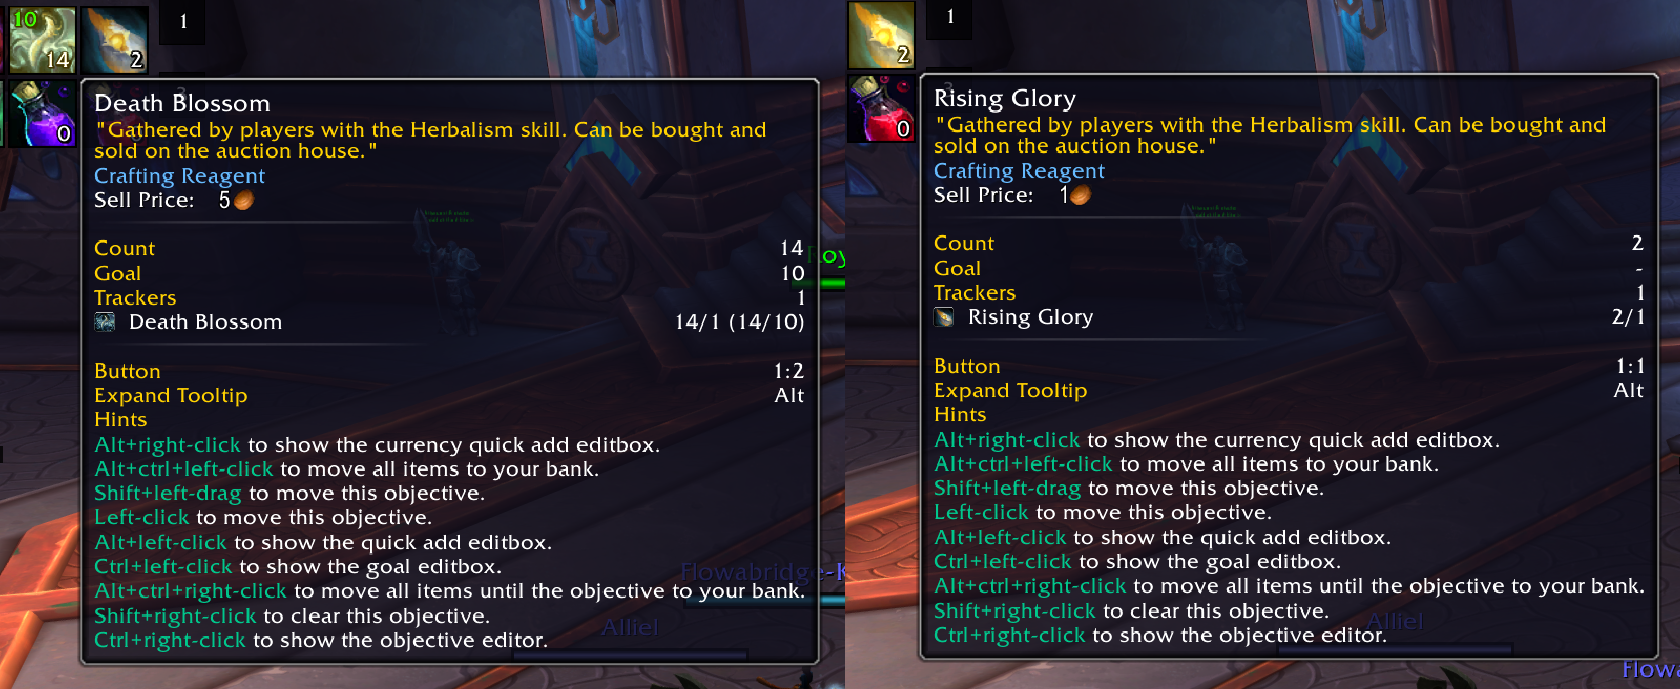 10
14
2
1
0
Death Blossom
"Gathered by players with the Herbalism skill. Can be bought and
sold on the auction house."
Crafting Reagent
Sell Price: 5
Count 14
Goal 10
Trackers 1
Death Blossom 14/1 (14/10)
Button 1:2
Expand Tooltip Alt
Hints
Alt+right-click to show the currency quick add editbox.
Alt+ctrl+left-click to move all items to your bank.
Shift+left-drag to move this objective.
Left-click to move this objective.
Alt+left-click to show the quick add editbox.
Ctrl+left-click to show the goal editbox.
Alt+ctrl+right-click to move all items until the objective to your bank.
Shift+right-click to clear this objective.
Ctrl+right-click to show the objective editor.
Flowabridge-K
Alliel
2
1
0
Rising Glory
"Gathered by players with the Herbalism skill. Can be bought and
sold on the auction house."
Crafting Reagent
Sell Price: 1
Count 2
Goal -
Trackers 1
Rising Glory 2/1
Button 1:1
Expand Tooltip Alt
Hints
Alt+right-click to show the currency quick add editbox.
Alt+ctrl+left-click to move all items to your bank.
Shift+left-drag to move this objective.
Left-click to move this objective.
Alt+left-click to show the quick add editbox.
Ctrl+left-click to show the goal editbox.
Alt+ctrl+right-click to move all items until the objective to your bank.
Shift+right-click to clear this objective.
Ctrl+right-click to show the objective editor.
Alliel
Flowa